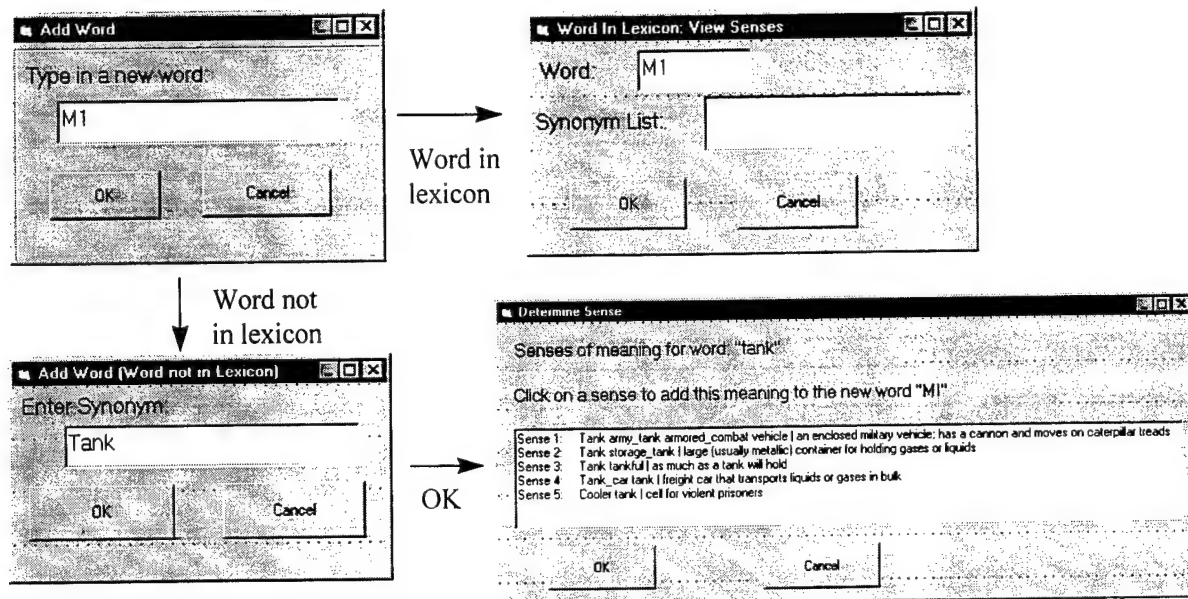 Add Word
Type in a new word:
M1
OK Cancel
Word in
lexicon
Word In Lexicon: View Senses
Word: M1
Synonym List:
OK Cancel
Word not
in lexicon
Add Word (Word not in Lexicon)
Enter Synonym:
Tank
OK Cancel
OK
Determine Sense
Senses of meaning for word: "tank"
Click on a sense to add this meaning to the new word "M1"
Sense 1: Tank army_tank armored_combat vehicle | an enclosed military vehicle; has a cannon and moves on caterpillar treads
Sense 2: Tank storage_tank | large (usually metallic) container for holding gases or liquids
Sense 3: Tank tankful | as much as a tank will hold
Sense 4: Tank_car tank | freight car that transports liquids or gases in bulk
Sense 5: Cooler tank | cell for violent prisoners
OK Cancel